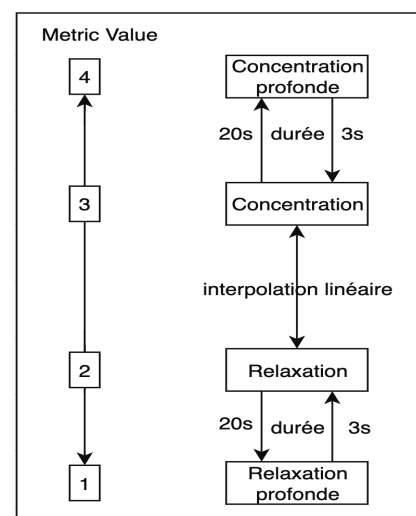 Metric Value
4
Concentration
profonde
20s durée 3s
3
Concentration
interpolation linéaire
2
Relaxation
20s durée 3s
1
Relaxation
profonde